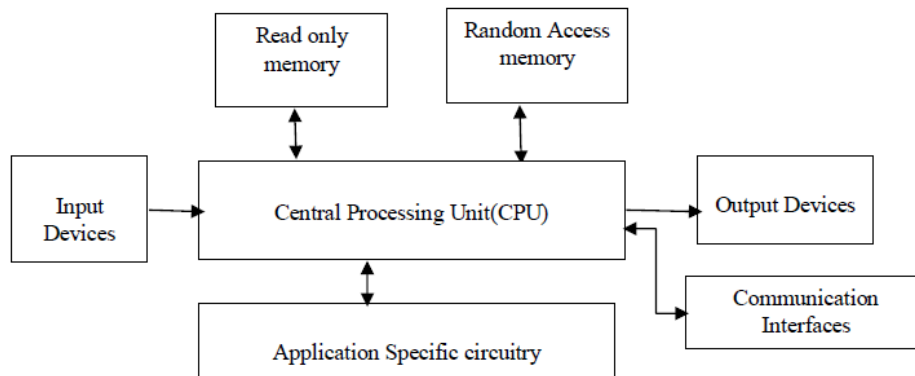 Read only
memory
Random Access
memory
Input
Devices
Central Processing Unit(CPU)
Output Devices
Communication
Interfaces
Application Specific circuitry